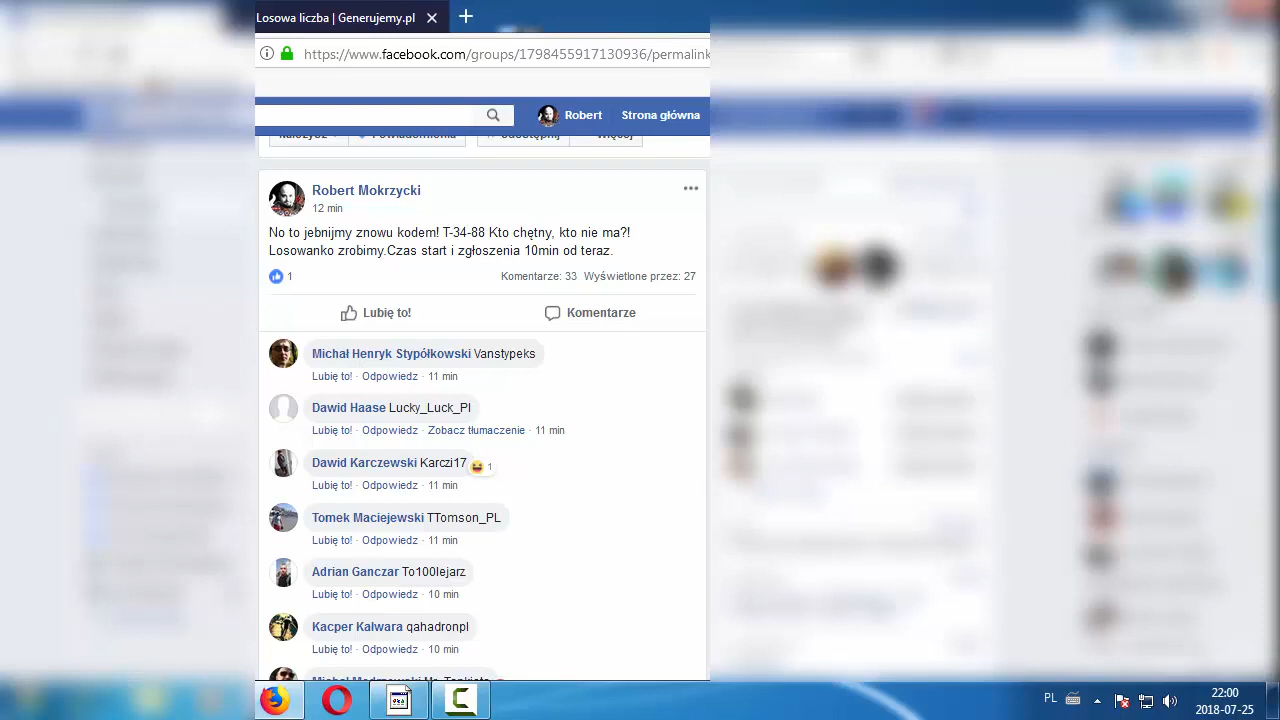 Losowa liczba | Generujemy.pl
https://www.facebook.com/groups/1798455917130936/permalink
Robert Strona główna
Należysz Powiadomienia Udostępnij Więcej
Robert Mokrzycki
12 min
No to jebnijmy znowu kodem! T-34-88 Kto chętny, kto nie ma?!
Losowanko zrobimy.Czas start i zgłoszenia 10min od teraz.
1 Komentarze: 33 Wyświetlone przez: 27
Lubię to! Komentarze
Michał Henryk Stypółkowski Vanstypeks
Lubię to! · Odpowiedz · 11 min
Dawid Haase Lucky_Luck_Pl
Lubię to! · Odpowiedz · Zobacz tłumaczenie · 11 min
Dawid Karczewski Karczi17 1
Lubię to! · Odpowiedz · 11 min
Tomek Maciejewski TTomson_PL
Lubię to! · Odpowiedz · 11 min
Adrian Ganczar To100lejarz
Lubię to! · Odpowiedz · 10 min
Kacper Kalwara qahadronpl
Lubię to! · Odpowiedz · 10 min
PL 22:00
2018-07-25